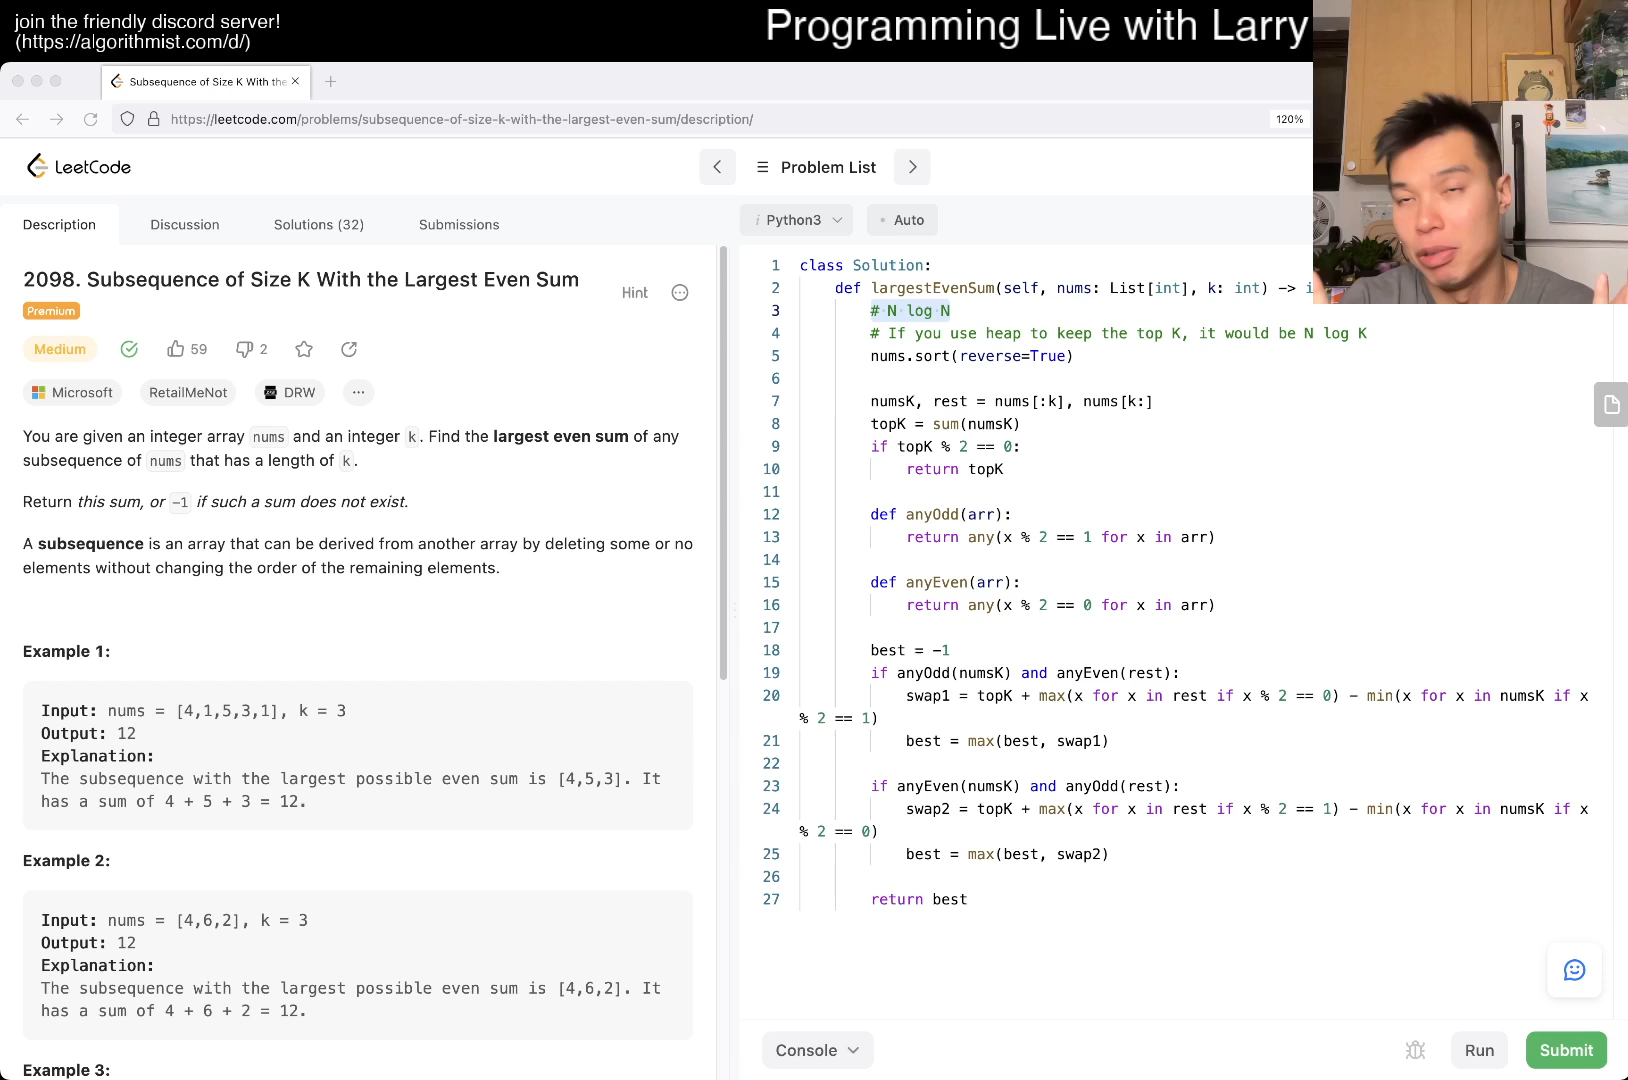 join the friendly discord server!
(https://algorithmist.com/d/)
Programming Live with Larry
Subsequence of Size K With the
https://leetcode.com/problems/subsequence-of-size-k-with-the-largest-even-sum/description/
120%
LeetCode
Problem List
Description
Discussion
Solutions (32)
Submissions
Python3
Auto
2098. Subsequence of Size K With the Largest Even Sum
Hint
Premium
Medium
59
2
Microsoft
RetailMeNot
DRW
You are given an integer array nums and an integer k. Find the largest even sum of any
subsequence of nums that has a length of k.
Return this sum, or -1 if such a sum does not exist.
A subsequence is an array that can be derived from another array by deleting some or no
elements without changing the order of the remaining elements.
Example 1:
Input: nums = [4,1,5,3,1], k = 3
Output: 12
Explanation:
The subsequence with the largest possible even sum is [4,5,3]. It
has a sum of 4 + 5 + 3 = 12.
Example 2:
Input: nums = [4,6,2], k = 3
Output: 12
Explanation:
The subsequence with the largest possible even sum is [4,6,2]. It
has a sum of 4 + 6 + 2 = 12.
Example 3:
1 class Solution:
2 def largestEvenSum(self, nums: List[int], k: int) -> i
3 # N log N
4 # If you use heap to keep the top K, it would be N log K
5 nums.sort(reverse=True)
6
7 numsK, rest = nums[:k], nums[k:]
8 topK = sum(numsK)
9 if topK % 2 == 0:
10 return topK
11
12 def anyOdd(arr):
13 return any(x % 2 == 1 for x in arr)
14
15 def anyEven(arr):
16 return any(x % 2 == 0 for x in arr)
17
18 best = -1
19 if anyOdd(numsK) and anyEven(rest):
20 swap1 = topK + max(x for x in rest if x % 2 == 0) - min(x for x in numsK if x
% 2 == 1)
21 best = max(best, swap1)
22
23 if anyEven(numsK) and anyOdd(rest):
24 swap2 = topK + max(x for x in rest if x % 2 == 1) - min(x for x in numsK if x
% 2 == 0)
25 best = max(best, swap2)
26
27 return best
Console
Run
Submit